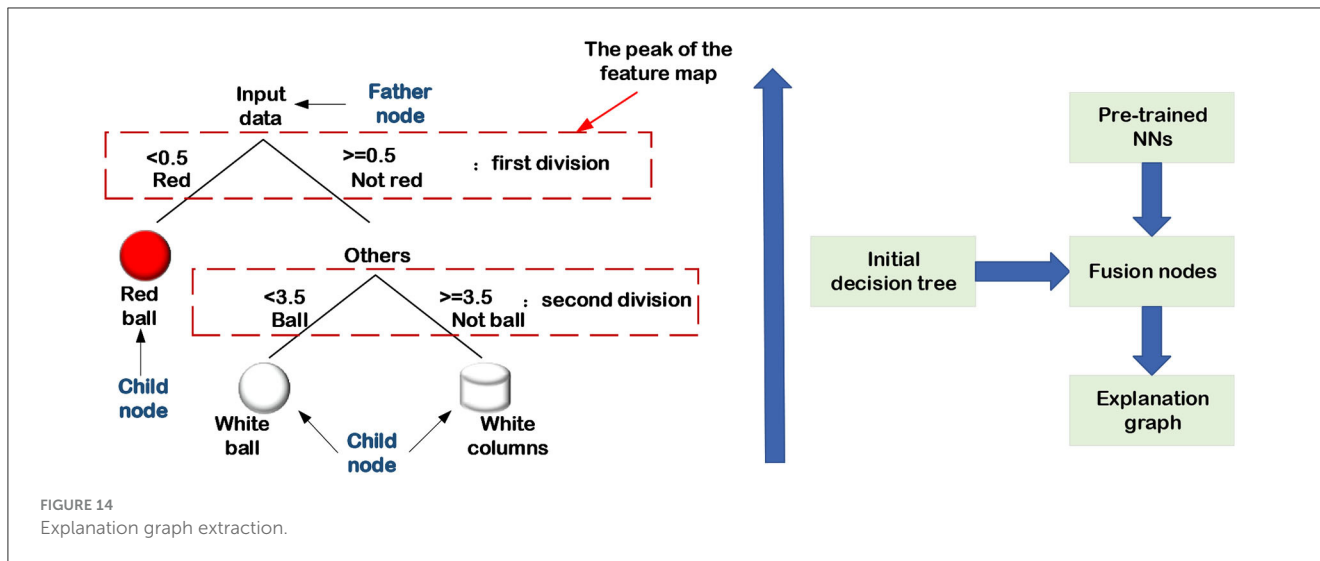 The peak of the
feature map
Input
data
Father
node
<0.5
Red
>=0.5
Not red
: first division
Red
ball
Others
<3.5
Ball
>=3.5
Not ball
: second division
Child
node
White
ball
Child
node
White
columns
Pre-trained
NNs
Initial
decision tree
Fusion nodes
Explanation
graph
FIGURE 14
Explanation graph extraction.